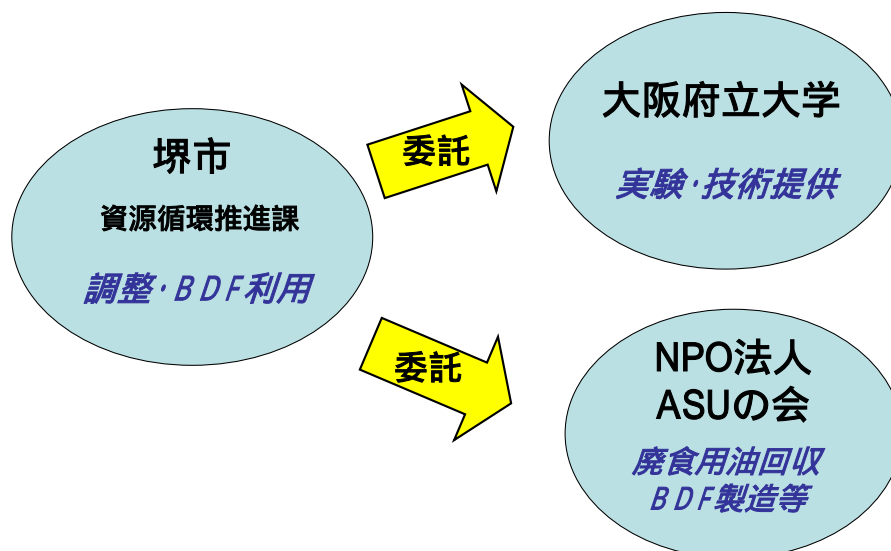 堺市
資源循環推進課
調整・BDF利用
委託
大阪府立大学
実験・技術提供
委託
NPO法人
ASUの会
廃食用油回収
BDF製造等